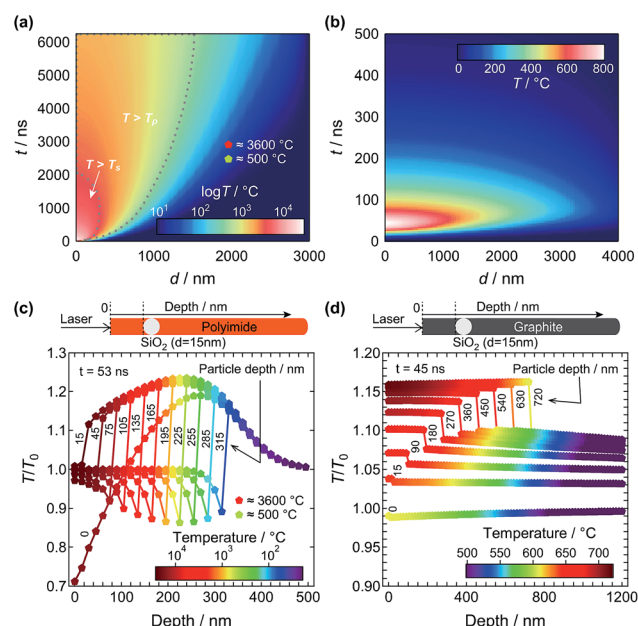 (a)
6000
5000
4000
3000
2000
1000
0
t / ns
T > Tp
T > Ts
≈ 3600 °C
≈ 500 °C
logT / °C
10^1 10^2 10^3 10^4
0 1000 2000 3000
d / nm
(b)
500
400
300
200
100
0
t / ns
0 200 400 600 800
T / °C
0 1000 2000 3000 4000
d / nm
(c)
0 Depth / nm
Laser
Polyimide
SiO2 (d=15nm)
1.3
1.2
1.1
1.0
0.9
0.8
0.7
T/T0
t = 53 ns
Particle depth / nm
0
15
45
75
105
135
165
195
225
255
285
315
≈ 3600 °C
≈ 500 °C
Temperature / °C
10^4 10^3 10^2
0 100 200 300 400 500
Depth / nm
(d)
0 Depth / nm
Laser
Graphite
SiO2 (d=15nm)
1.20
1.15
1.10
1.05
1.00
0.95
0.90
T/T0
t = 45 ns
Particle depth / nm
0
15
90
180
270
360
450
540
630
720
Temperature / °C
500 550 600 650 700
0 400 800 1200
Depth / nm